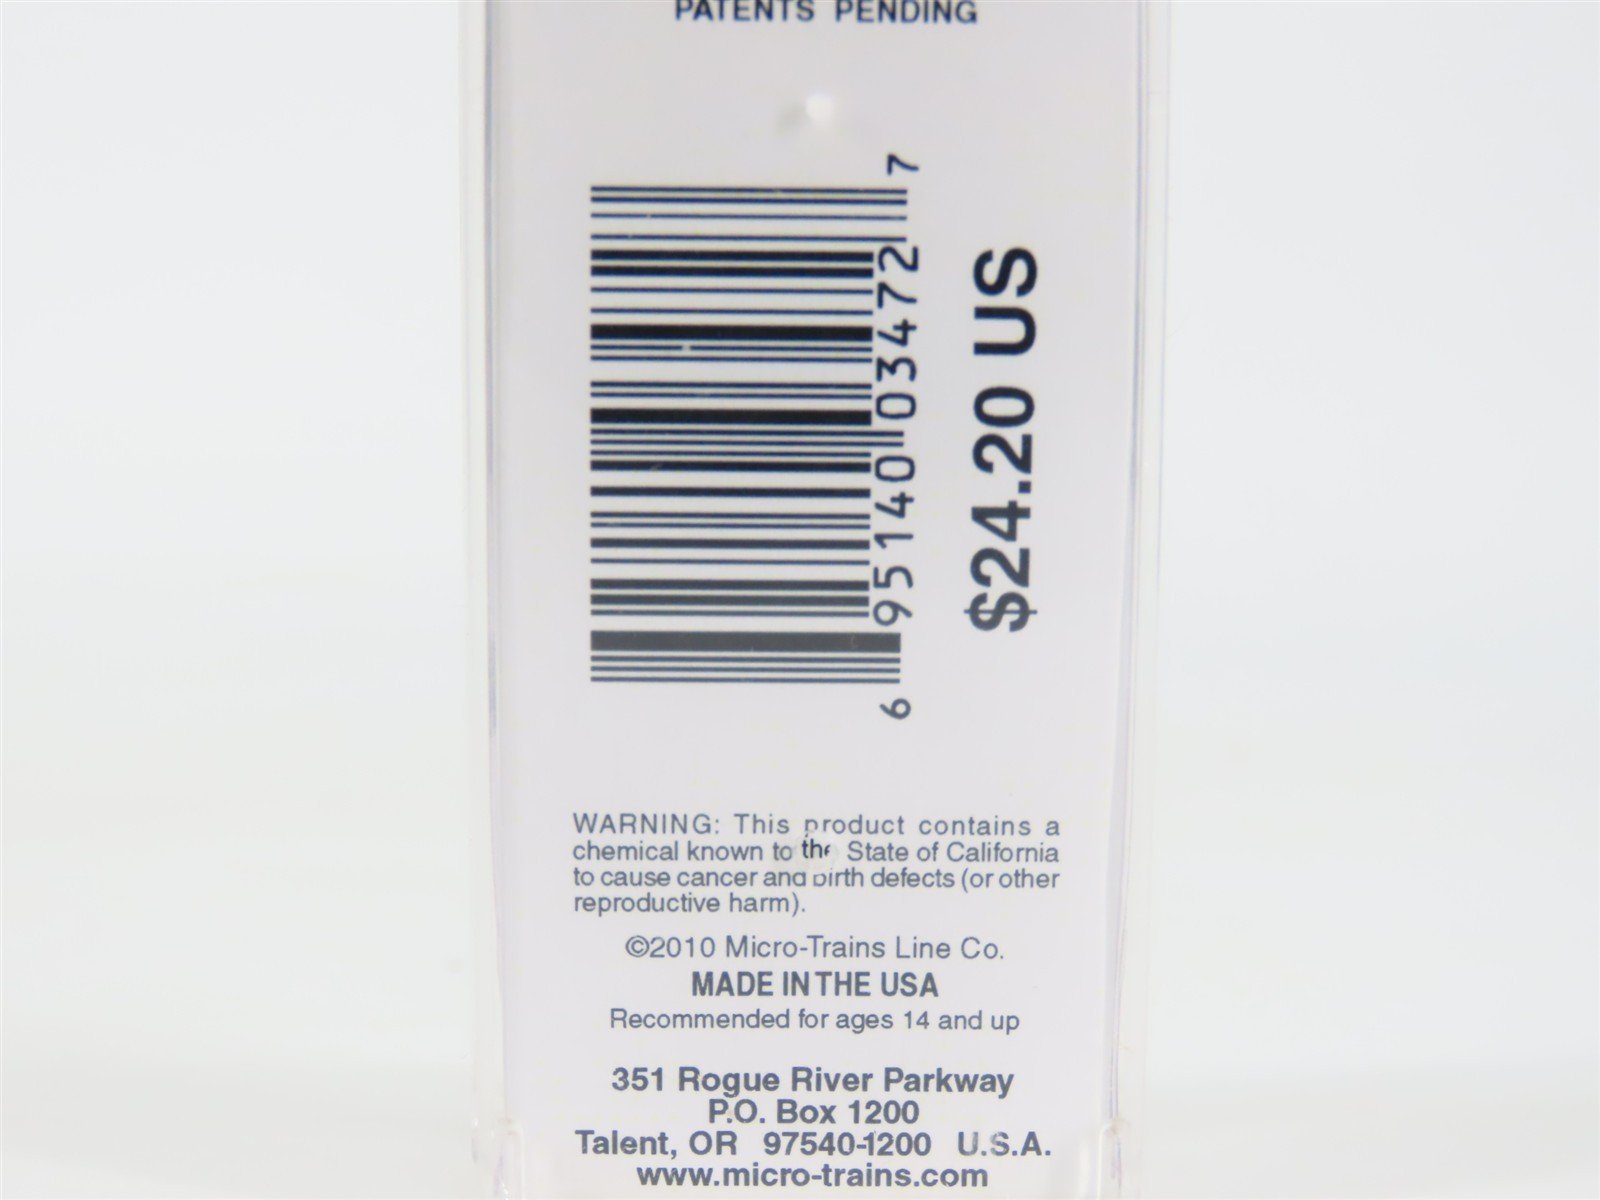 PATENTS PENDING
6 95140 03472 7
$24.20 US
WARNING: This product contains a
chemical known to the State of California
to cause cancer and birth defects (or other
reproductive harm).
©2010 Micro-Trains Line Co.
MADE IN THE USA
Recommended for ages 14 and up
351 Rogue River Parkway
P.O. Box 1200
Talent, OR 97540-1200 U.S.A.
www.micro-trains.com